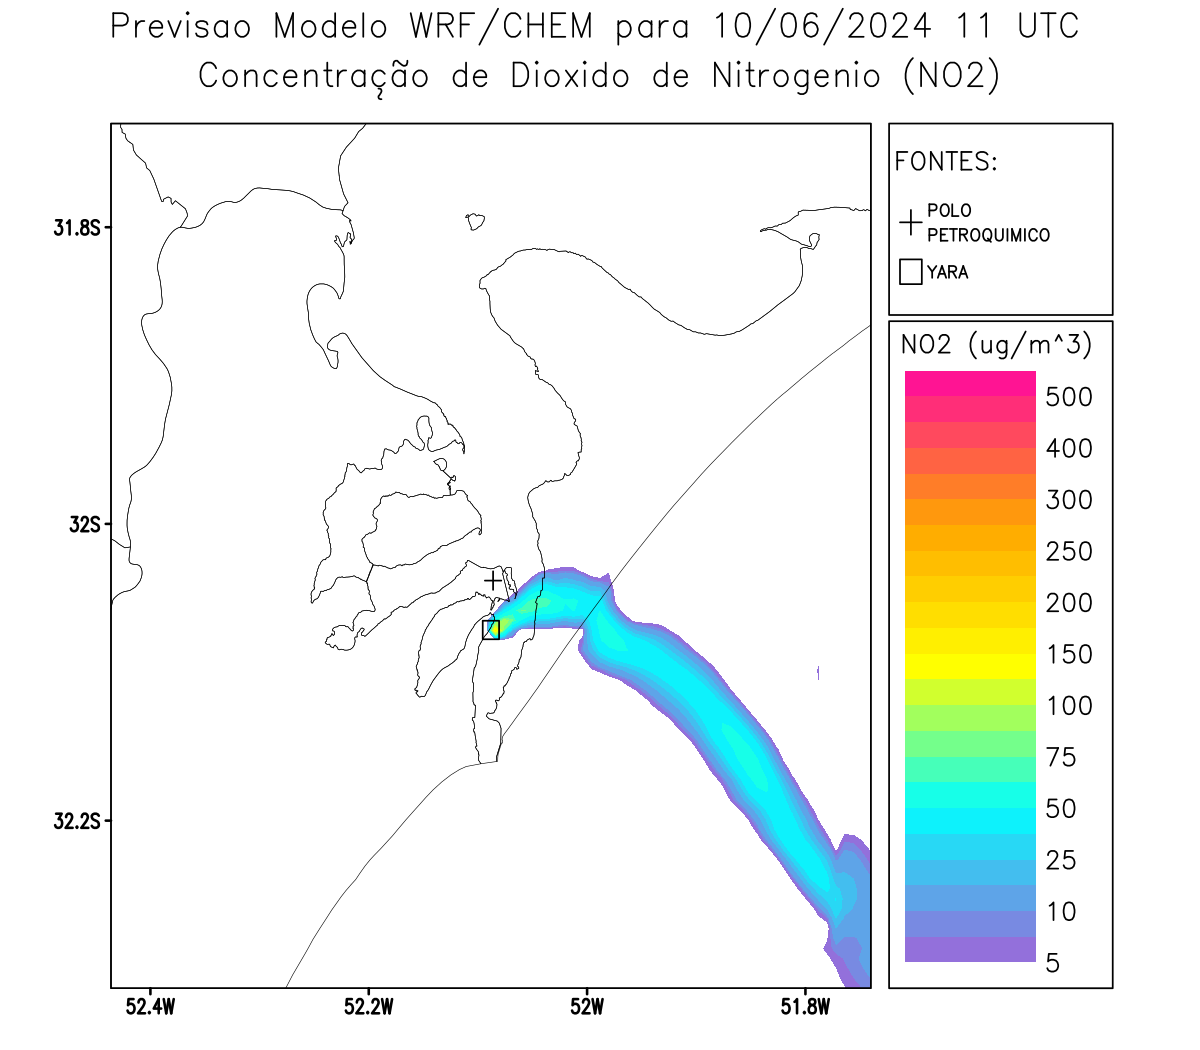 Previsao Modelo WRF/CHEM para 10/06/2024 11 UTC
Concentração de Dioxido de Nitrogenio (NO2)
FONTES:
POLO
PETROQUIMICO
YARA
NO2 (ug/m^3)
500
400
300
250
200
150
100
75
50
25
10
5
31.8S
32S
32.2S
52.4W
52.2W
52W
51.8W